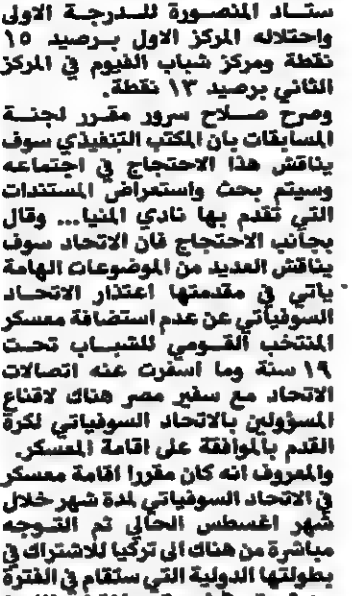 ستاد المنصورة للدرجة الاولى
واحتلاله المركز الاول برصيد ١٥
نقطة ومركز شباب الفيوم في المركز
الثاني برصيد ١٣ نقطة.
وصرح صلاح سرور مقرر لجنة
المسابقات بان المكتب التنفيذي سوف
يناقش هذا الاحتجاج في اجتماعه
وسيتم بحث واستعراض المستندات
التي تقدم بها نادي المنيا... وقال
بجانب الاحتجاج فان الاتحاد سوف
يناقش العديد من الموضوعات الهامة
ياتي في مقدمتها اعتذار الاتحاد
السوفياتي عن عدم استضافة معسكر
المنتخب القومي للشباب تحت
١٩ سنة وما اسفرت عنه اتصالات
الاتحاد مع سفير مصر هناك لاقناع
المسؤولين بالاتحاد السوفياتي لكرة
القدم بالموافقة على اقامة المعسكر.
والمعروف انه كان مقررا اقامة معسكر
في الاتحاد السوفياتي لمدة شهر خلال
شهر اغسطس الحالي ثم التوجه
مباشرة من هناك الى تركيا للاشتراك في
بطولتها الدولية التي ستقام في الفترة